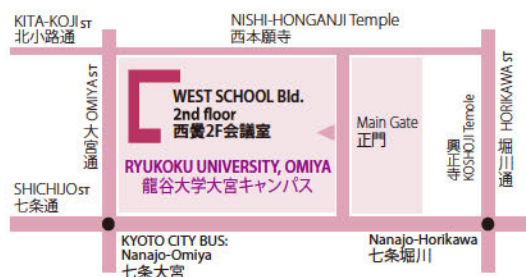 KITA-KOJI ST
北小路通
NISHI-HONGANJI Temple
西本願寺
大宮通 OMIYA ST
WEST SCHOOL Bld.
2nd floor
西黌2F会議室
RYUKOKU UNIVERSITY, OMIYA
龍谷大学大宮キャンパス
Main Gate
正門
興正寺
KOSHOJI Temole
堀川通 HORIKAWA ST
SHICHIJO ST
七条通
KYOTO CITY BUS:
Nanajo-Omiya
七条大宮
Nanajo-Horikawa
七条堀川